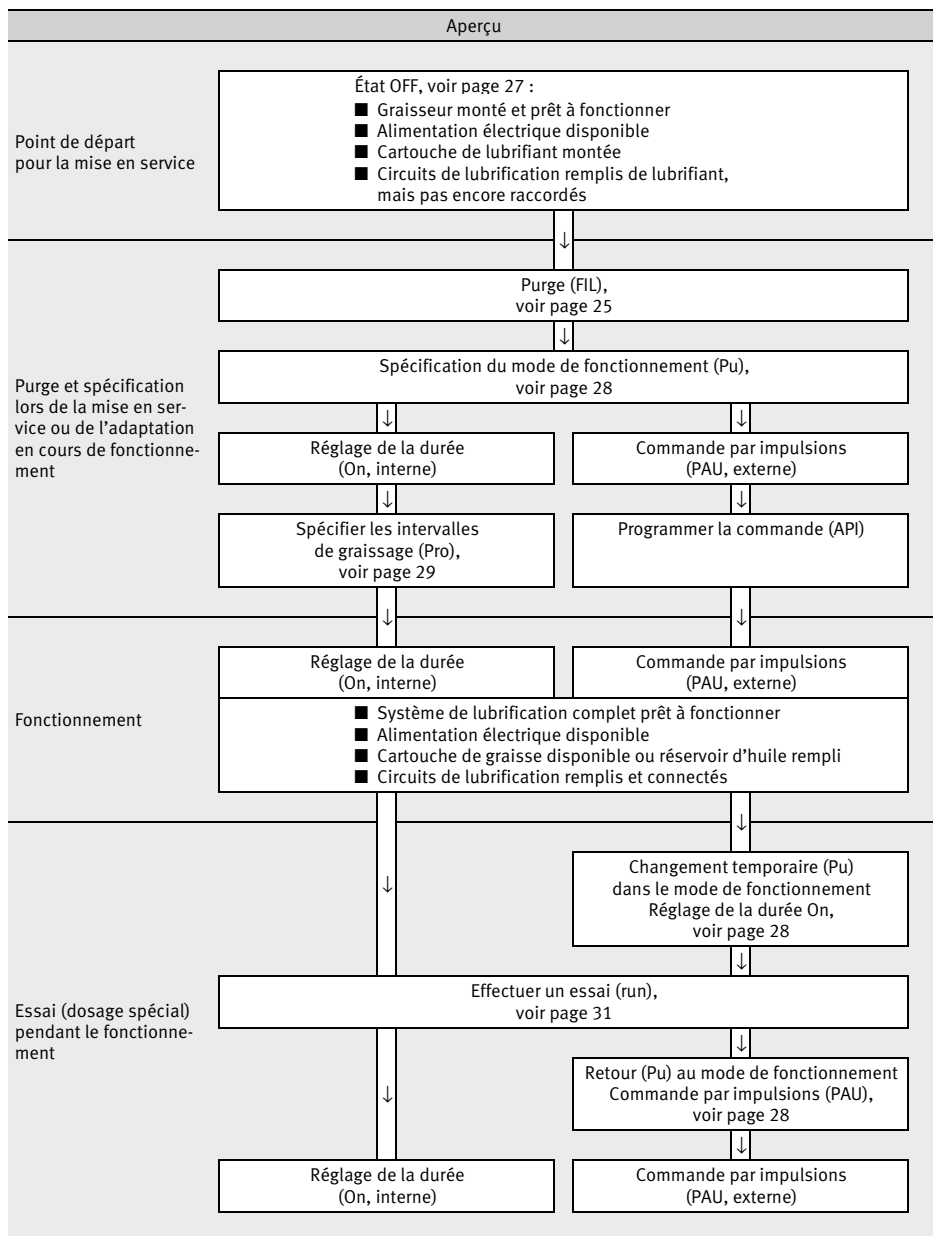 Aperçu
Point de départ
pour la mise en service
État OFF, voir page 27 :
■ Graisseur monté et prêt à fonctionner
■ Alimentation électrique disponible
■ Cartouche de lubrifiant montée
■ Circuits de lubrification remplis de lubrifiant,
mais pas encore raccordés
↓
Purge et spécification
lors de la mise en ser-
vice ou de l'adaptation
en cours de fonctionne-
ment
Purge (FIL),
voir page 25
↓
Spécification du mode de fonctionnement (Pu),
voir page 28
↓ ↓
Réglage de la durée
(On, interne)
Commande par impulsions
(PAU, externe)
↓ ↓
Spécifier les intervalles
de graissage (Pro),
voir page 29
Programmer la commande (API)
↓ ↓
Fonctionnement
Réglage de la durée
(On, interne)
Commande par impulsions
(PAU, externe)
■ Système de lubrification complet prêt à fonctionner
■ Alimentation électrique disponible
■ Cartouche de graisse disponible ou réservoir d'huile rempli
■ Circuits de lubrification remplis et connectés
↓
Essai (dosage spécial)
pendant le fonctionne-
ment
↓
Changement temporaire (Pu)
dans le mode de fonctionnement
Réglage de la durée On,
voir page 28
↓
Effectuer un essai (run),
voir page 31
↓
↓
Retour (Pu) au mode de fonctionnement
Commande par impulsions (PAU),
voir page 28
↓
Réglage de la durée
(On, interne)
Commande par impulsions
(PAU, externe)